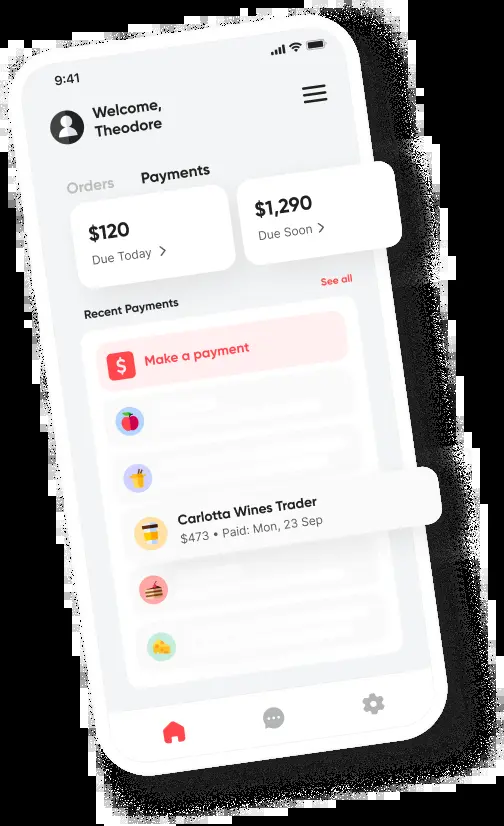 9:41
Welcome,
Theodore
Orders
Payments
$120
Due Today
$1,290
Due Soon
Recent Payments
See all
$
Make a payment
Carlotta Wines Trader
$473 • Paid: Mon, 23 Sep